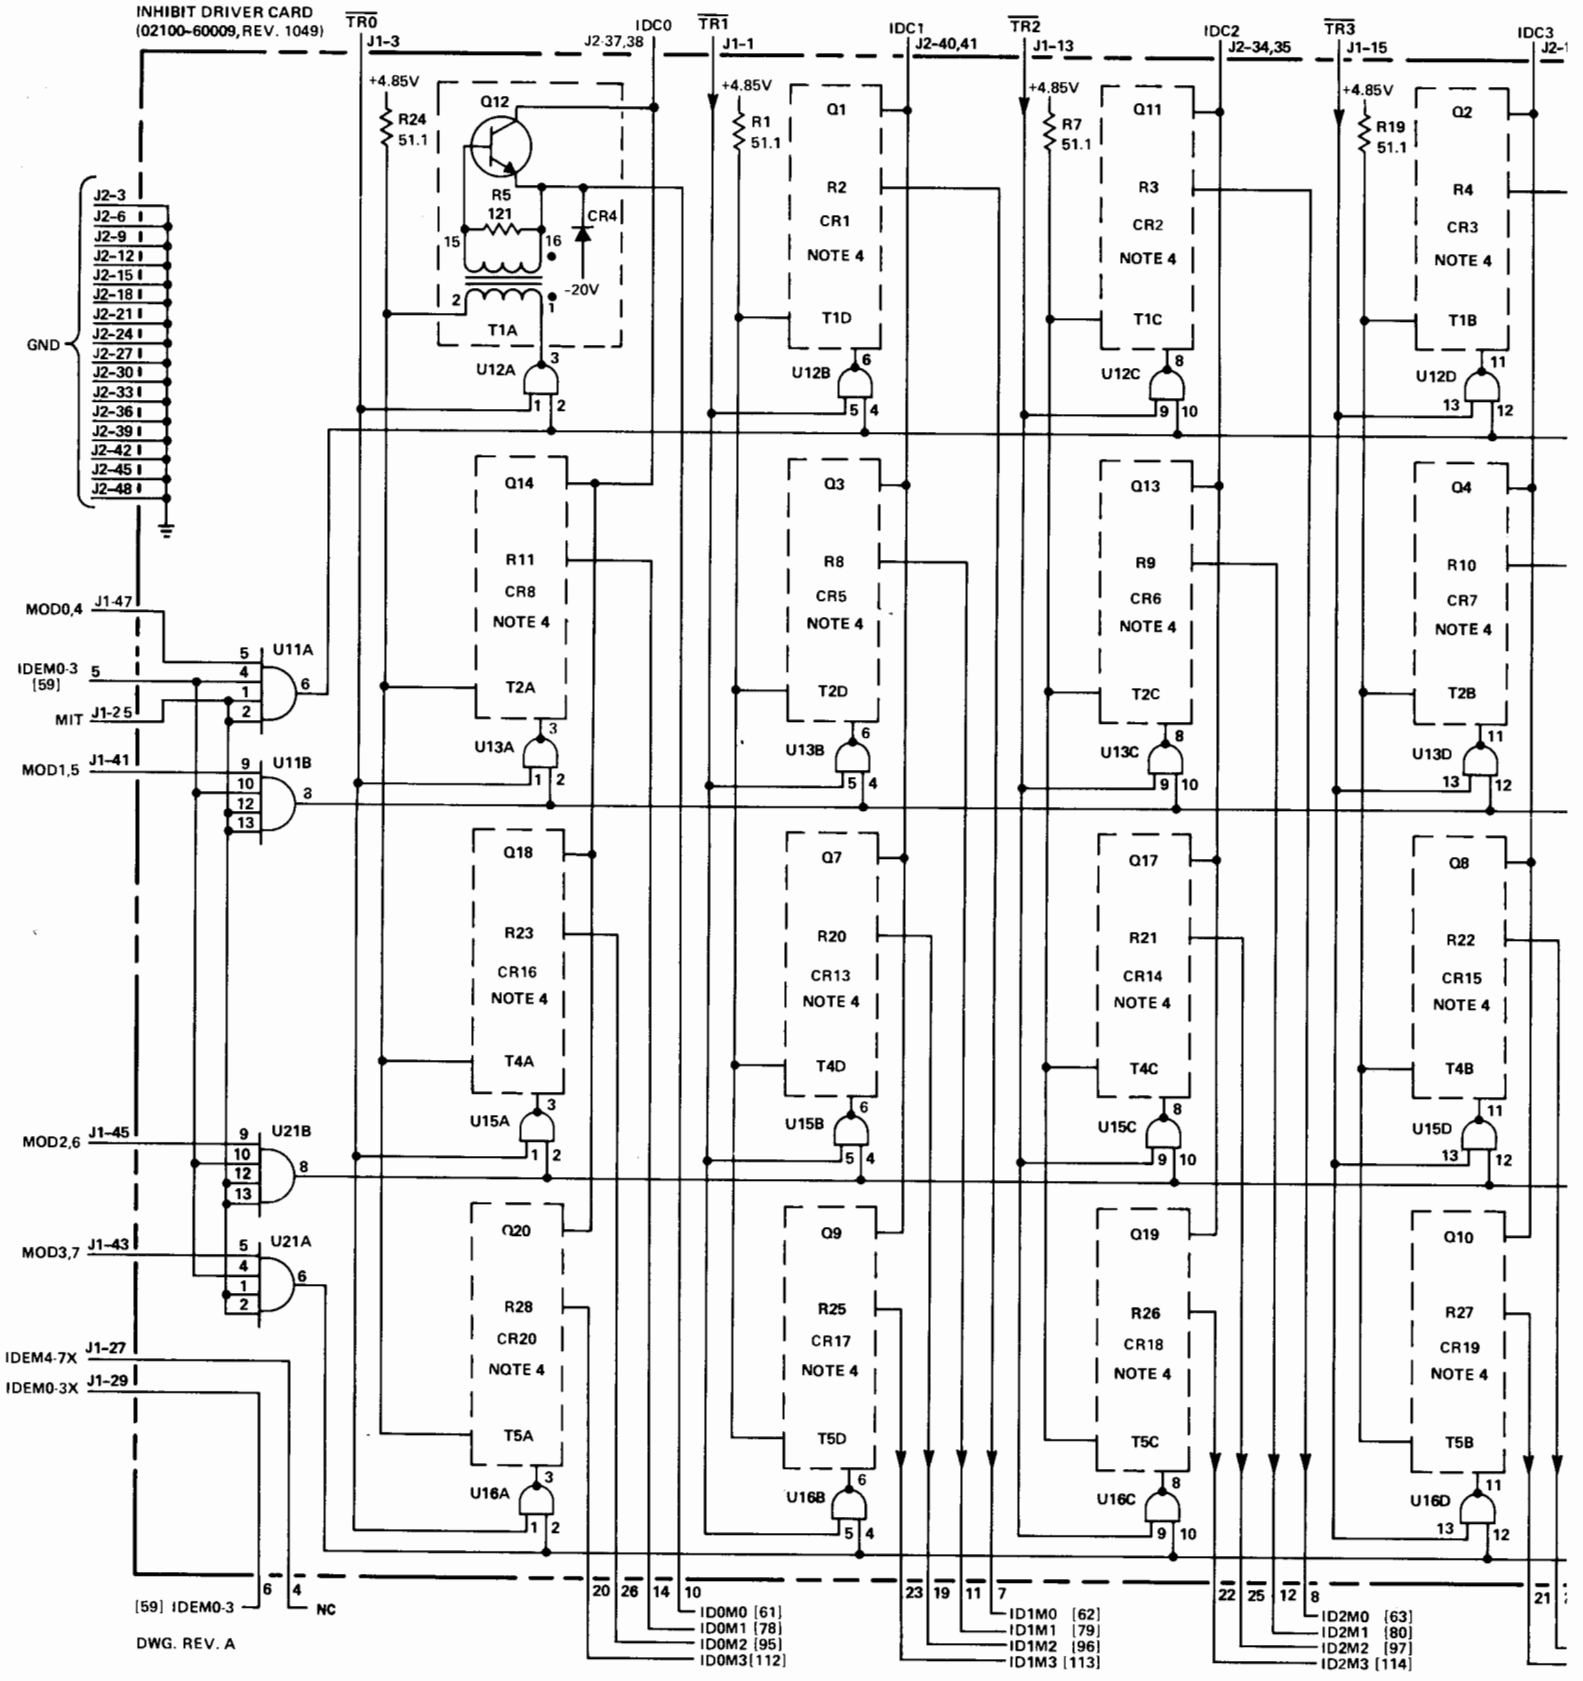 INHIBIT DRIVER CARD
(02100-60009, REV. 1049)
TR0
J1-3
IDC0
J2-37,38
TR1
J1-1
IDC1
J2-40,41
TR2
J1-13
IDC2
J2-34,35
TR3
J1-15
IDC3
+4.85V
R24
51.1
Q12
R5
121
CR4
15
16
-20V
2
1
T1A
U12A
3
1
2
+4.85V
R1
51.1
Q1
R2
CR1
NOTE 4
T1D
U12B
6
5
4
+4.85V
R7
51.1
Q11
R3
CR2
NOTE 4
T1C
U12C
8
9
10
+4.85V
R19
51.1
Q2
R4
CR3
NOTE 4
T1B
U12D
11
13
12
GND
J2-3
J2-6
J2-9
J2-12
J2-15
J2-18
J2-21
J2-24
J2-27
J2-30
J2-33
J2-36
J2-39
J2-42
J2-45
J2-48
Q14
R11
CR8
NOTE 4
T2A
U13A
3
1
2
Q3
R8
CR5
NOTE 4
T2D
U13B
6
5
4
Q13
R9
CR6
NOTE 4
T2C
U13C
8
9
10
Q4
R10
CR7
NOTE 4
T2B
U13D
11
13
12
MOD0,4
J1-47
IDEM0-3
[59]
5
MIT
J1-25
U11A
5
4
1
2
6
MOD1,5
J1-41
U11B
9
10
12
13
8
Q18
R23
CR16
NOTE 4
T4A
U15A
3
1
2
Q7
R20
CR13
NOTE 4
T4D
U15B
6
5
4
Q17
R21
CR14
NOTE 4
T4C
U15C
8
9
10
Q8
R22
CR15
NOTE 4
T4B
U15D
11
13
12
MOD2,6
J1-45
U21B
9
10
12
13
8
MOD3,7
J1-43
U21A
5
4
1
2
6
IDEM4-7X
J1-27
IDEM0-3X
J1-29
Q20
R28
CR20
NOTE 4
T5A
U16A
3
1
2
Q9
R25
CR17
NOTE 4
T5D
U16B
6
5
4
Q19
R26
CR18
NOTE 4
T5C
U16C
8
9
10
Q10
R27
CR19
NOTE 4
T5B
U16D
11
13
12
6
4
20
26
14
10
23
19
11
7
22
25
12
8
21
[59] IDEM0-3
NC
ID0M0 [61]
ID0M1 [78]
ID0M2 [95]
ID0M3 [112]
ID1M0 [62]
ID1M1 [79]
ID1M2 [96]
ID1M3 [113]
ID2M0 [63]
ID2M1 [80]
ID2M2 [97]
ID2M3 [114]
DWG. REV. A